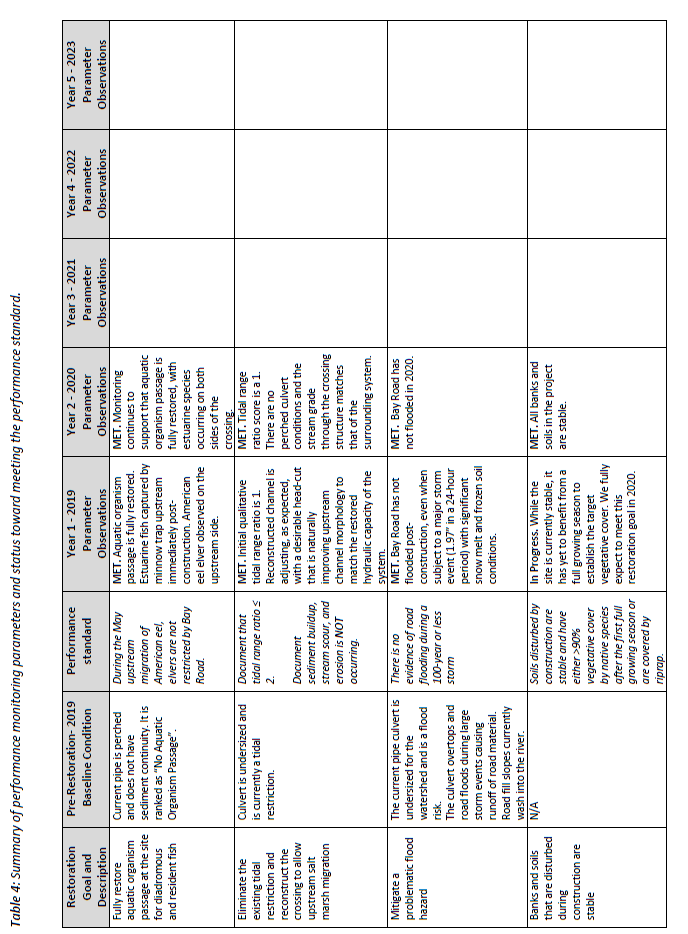 Table 4: Summary of performance monitoring parameters and status toward meeting the performance standard.
Restoration
Goal and
Description
Pre-Restoration- 2019
Baseline Condition
Performance
standard
Year 1 - 2019
Parameter
Observations
Year 2 - 2020
Parameter
Observations
Year 3 - 2021
Parameter
Observations
Year 4 - 2022
Parameter
Observations
Year 5 - 2023
Parameter
Observations
Fully restore
aquatic organism
passage at the site
for diadromous
and resident fish
Current pipe is perched
and does not have
sediment continuity. It is
ranked as "No Aquatic
Organism Passage".
During the May
upstream
migration of
American eel,
elvers are not
restricted by Bay
Road.
MET. Aquatic organism
passage is fully restored.
Estuarine fish captured by
minnow trap upstream
immediately post-
construction. American
eel elver observed on the
upstream side.
MET. Monitoring
continues to
support that aquatic
organism passage is
fully restored, with
estuarine species
occurring on both
sides of the
crossing.
Eliminate the
existing tidal
restriction and
reconstruct the
crossing to allow
upstream salt
marsh migration
Culvert is undersized and
is currently a tidal
restriction.
Document that
tidal range ratio ≤
2.
Document
sediment buildup,
stream scour, and
erosion is NOT
occurring.
MET. Initial qualitative
tidal range ratio is 1.
Reconstructed channel is
adjusting, as expected,
with a desirable head-cut
that is naturally
improving upstream
channel morphology to
match the restored
hydraulic capacity of the
system.
MET. Tidal range
ratio score is a 1.
There are no
perched culvert
conditions and the
stream grade
through the crossing
structure matches
that of the
surrounding system.
Mitigate a
problematic flood
hazard
The current pipe culvert is
undersized for the
watershed and is a flood
risk.
The culvert overtops and
road floods during large
storm events causing
runoff of road material.
Road fill slopes currently
wash into the river.
There is no
evidence of road
flooding during a
100-year or less
storm
MET. Bay Road has not
flooded post-
construction, even when
subject to a major storm
event (1.97" in a 24-hour
period) with significant
snow melt and frozen soil
conditions.
MET. Bay Road has
not flooded in 2020.
Banks and soils
that are disturbed
during
construction are
stable
N/A
Soils disturbed by
construction are
stable and have
either >90%
vegetative cover
by native species
after the first full
growing season or
are covered by
riprap.
In Progress. While the
site is currently stable, it
has yet to benefit from a
full growing season to
establish the target
vegetative cover. We fully
expect to meet this
restoration goal in 2020.
MET. All banks and
soils in the project
are stable.